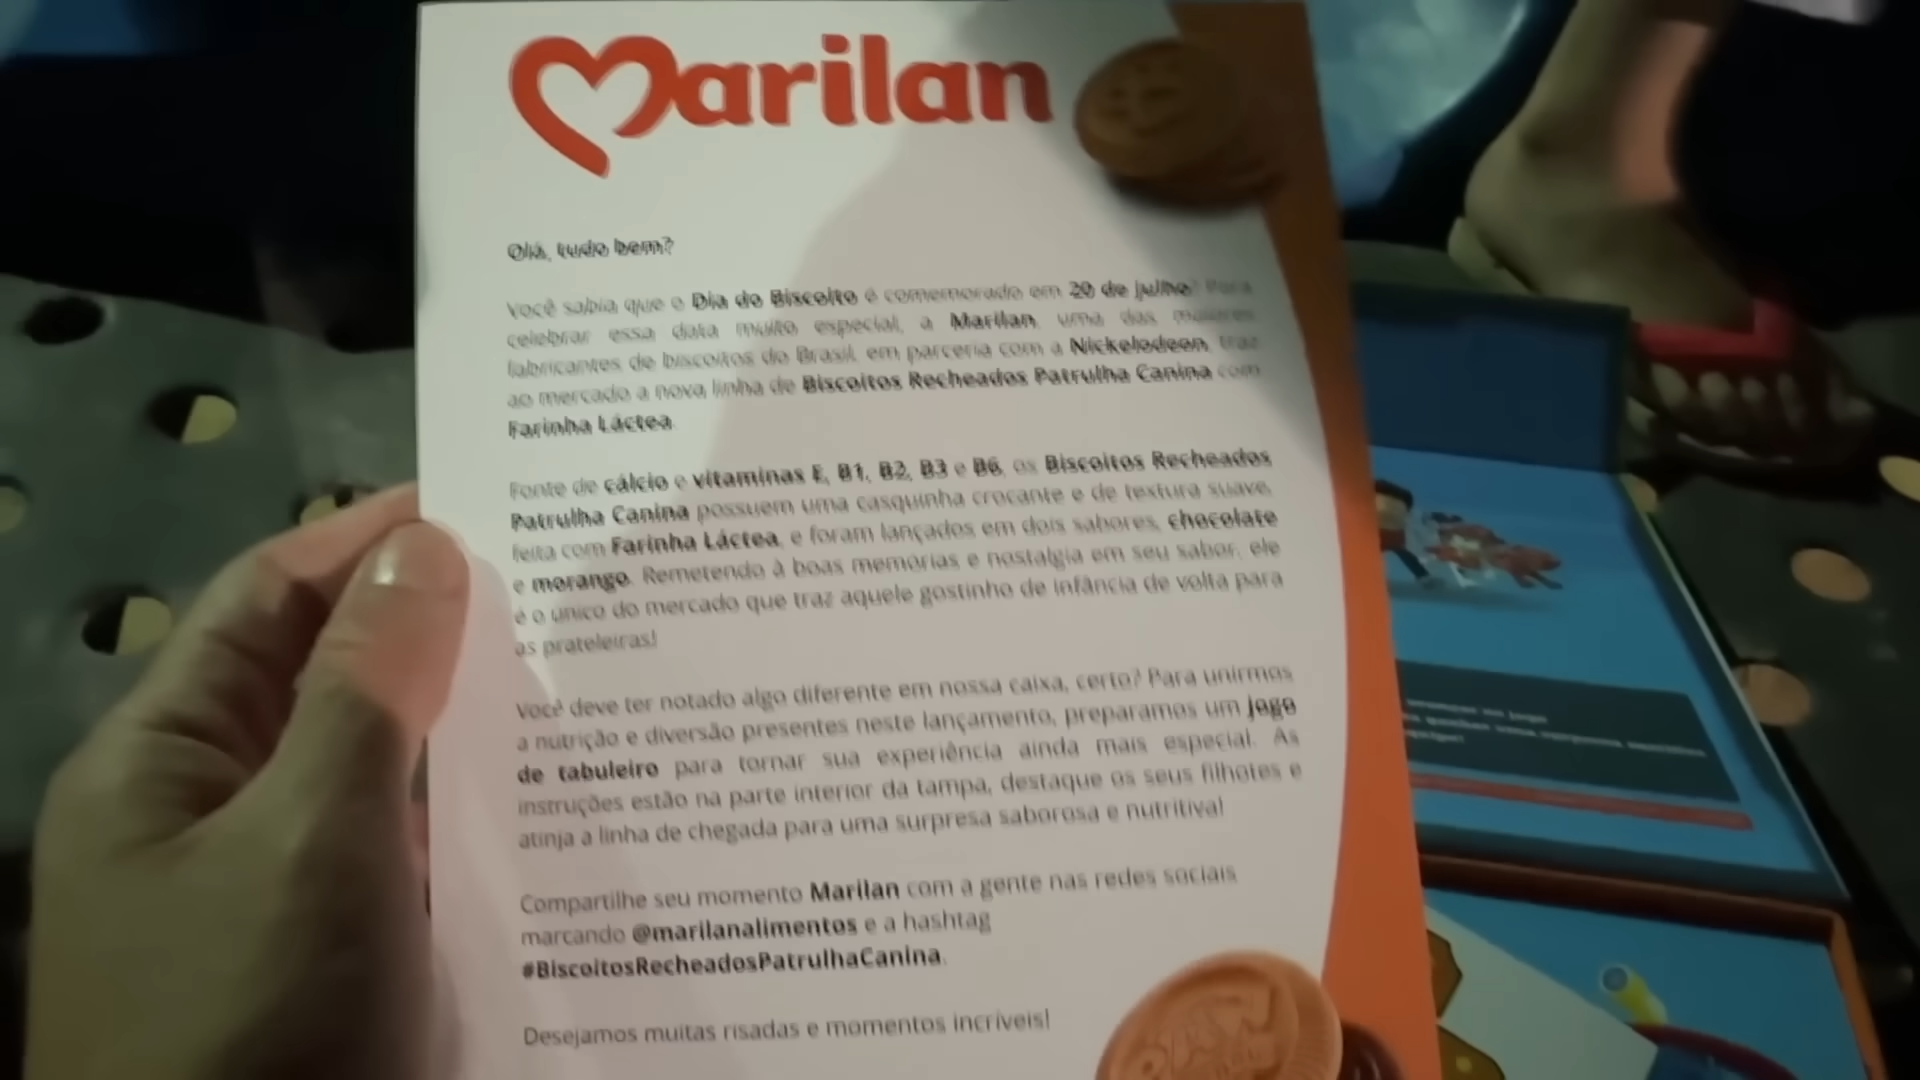 Marilan
Olá, tudo bem?
Você sabia que o Dia do Biscoito é comemorado em 20 de julho? Para
celebrar essa data muito especial, a Marilan, uma das maiores
fabricantes de biscoitos do Brasil, em parceria com a Nickelodeon, traz
ao mercado a nova linha de Biscoitos Recheados Patrulha Canina com
Farinha Láctea.
Fonte de cálcio e vitaminas E, B1, B2, B3 e B6, os Biscoitos Recheados
Patrulha Canina possuem uma casquinha crocante e de textura suave,
feita com Farinha Láctea, e foram lançados em dois sabores, chocolate
e morango. Remetendo à boas memórias e nostalgia em seu sabor, ele
é o único do mercado que traz aquele gostinho de infância de volta para
as prateleiras!
Você deve ter notado algo diferente em nossa caixa, certo? Para unirmos
a nutrição e diversão presentes neste lançamento, preparamos um jogo
de tabuleiro para tornar sua experiência ainda mais especial. As
instruções estão na parte interior da tampa, destaque os seus filhotes e
atinja a linha de chegada para uma surpresa saborosa e nutritiva!
Compartilhe seu momento Marilan com a gente nas redes sociais
marcando @marilanalimentos e a hashtag
#BiscoitosRecheadosPatrulhaCanina.
Desejamos muitas risadas e momentos incríveis!